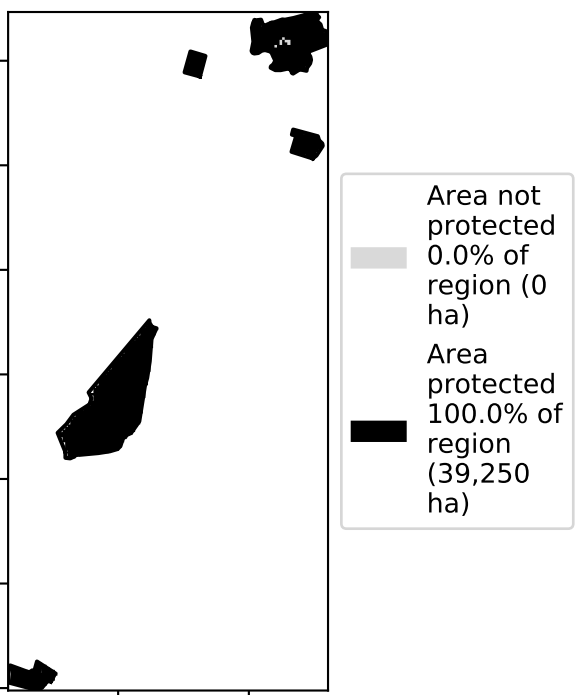 Area not
protected
0.0% of
region (0
ha)
Area
protected
100.0% of
region
(39,250
ha)